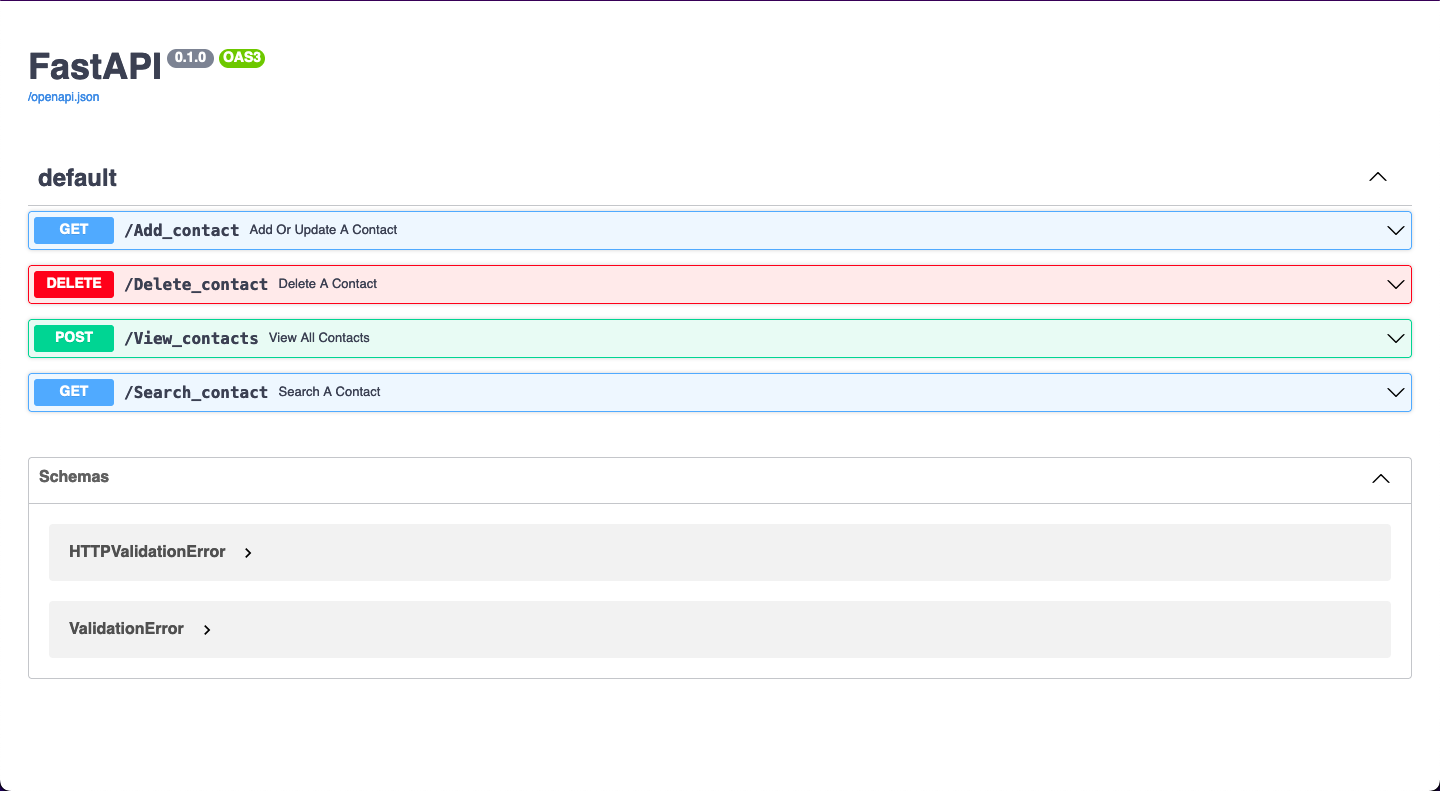 FastAPI 0.1.0 OAS3
/openapi.json
default
GET /Add_contact Add Or Update A Contact
DELETE /Delete_contact Delete A Contact
POST /View_contacts View All Contacts
GET /Search_contact Search A Contact
Schemas
HTTPValidationError
ValidationError